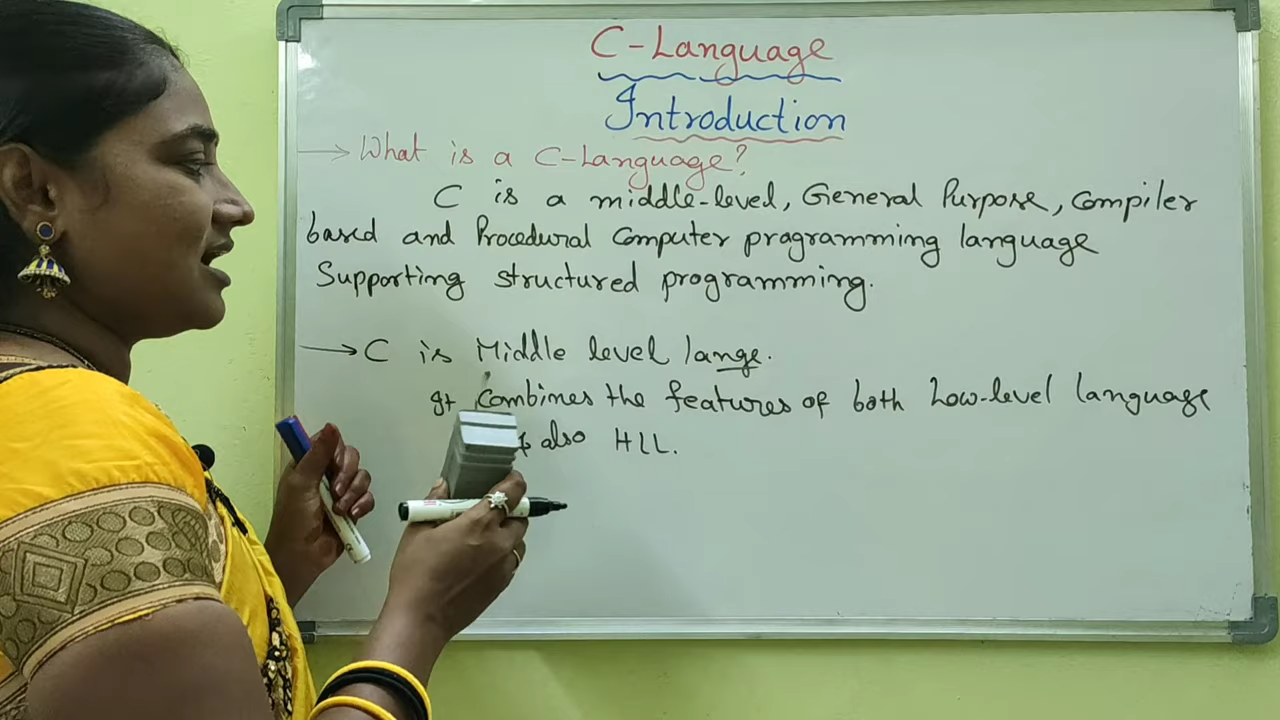 C-Language
Introduction
→ What is a C-Language?
C is a middle-level, General Purpose, Compiler
based and Procedural Computer programming language
Supporting structured programming.
→ C is Middle level lange.
It Combines the features of both Low-level language
also HLL.